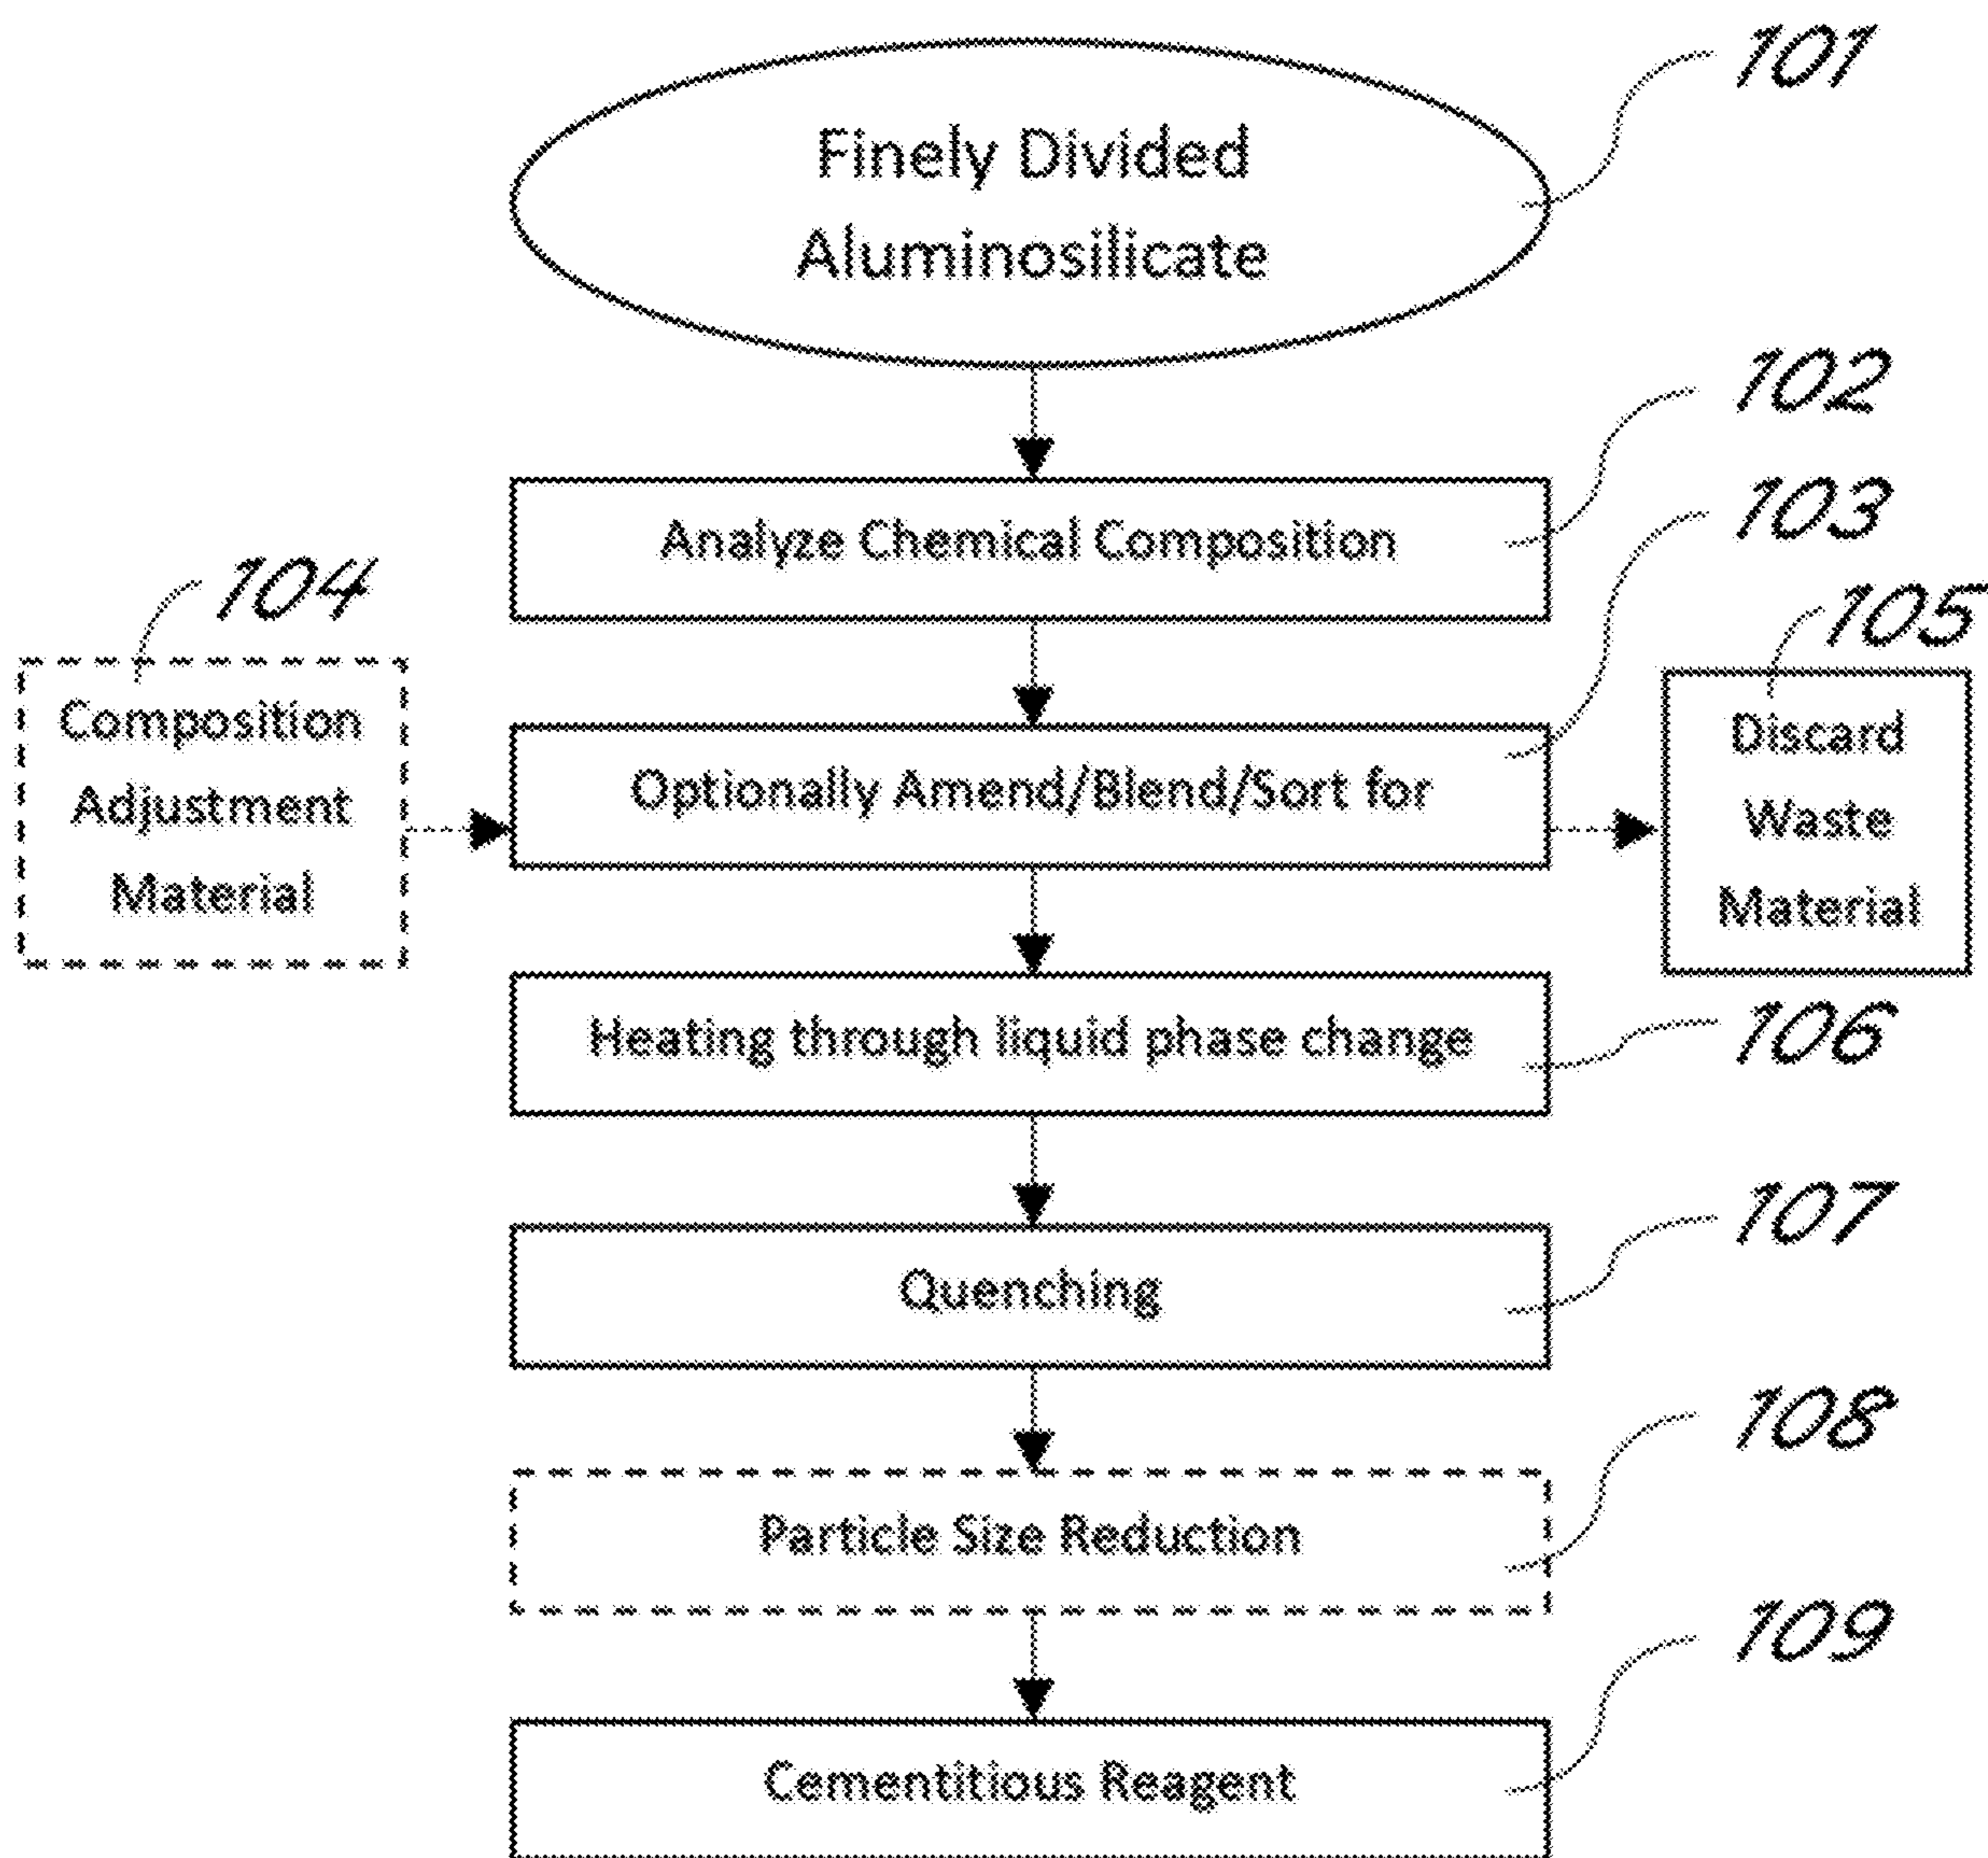 101
Finely Divided
Aluminosilicate
102
Analyze Chemical Composition
103
104
Composition
Adjustment
Material
Optionally Amend/Blend/Sort for
105
Discard
Waste
Material
Heating through liquid phase change
106
Quenching
107
Particle Size Reduction
108
Cementitious Reagent
109